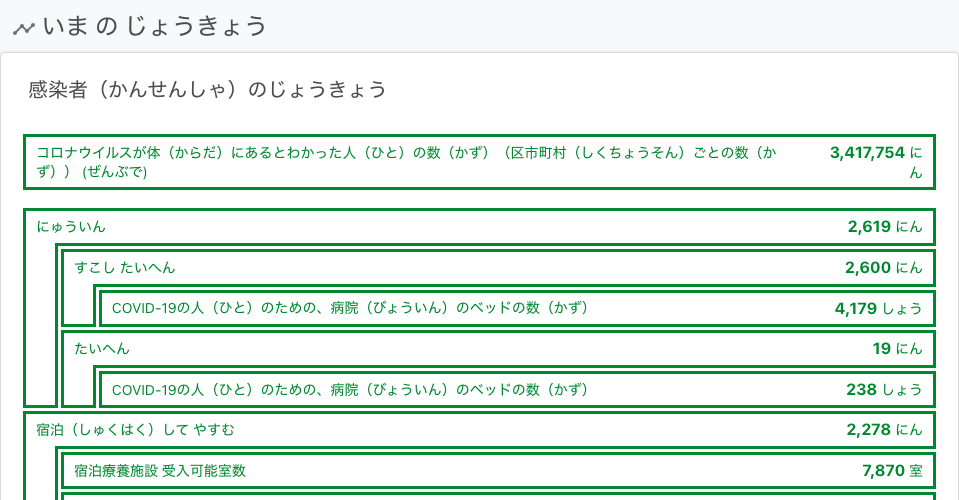 いま の じょうきょう
感染者（かんせんしゃ）のじょうきょう
コロナウイルスが体（からだ）にあるとわかった人（ひと）の数（かず）（区市町村（しくちょうそん）ごとの数（か
ず）） (ぜんぶで)
3,417,754 に
ん
にゅういん 2,619 にん
すこし たいへん 2,600 にん
COVID-19の人（ひと）のための、病院（びょういん）のベッドの数（かず） 4,179 しょう
たいへん 19 にん
COVID-19の人（ひと）のための、病院（びょういん）のベッドの数（かず） 238 しょう
宿泊（しゅくはく）して やすむ 2,278 にん
宿泊療養施設 受入可能室数 7,870 室